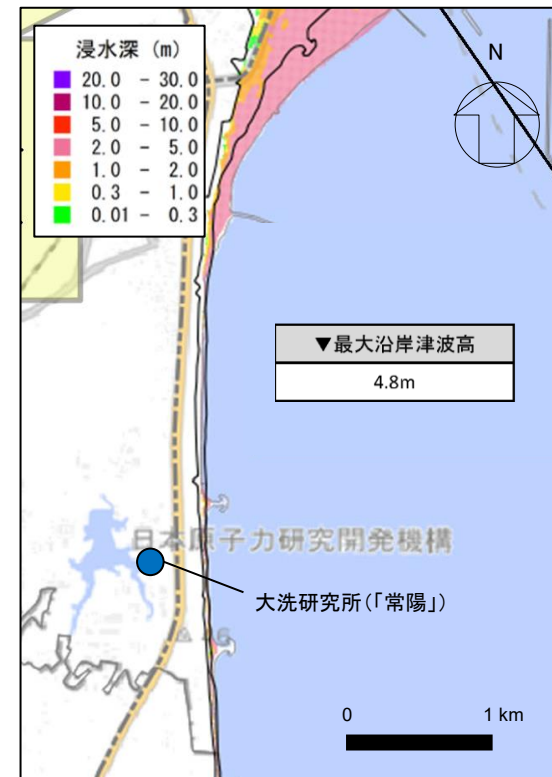 浸水深 (m)
20.0 - 30.0
10.0 - 20.0
5.0 - 10.0
2.0 - 5.0
1.0 - 2.0
0.3 - 1.0
0.01 - 0.3
N
▼最大沿岸津波高
4.8m
日本原子力研究開発機構
大洗研究所(「常陽」)
0 1 km